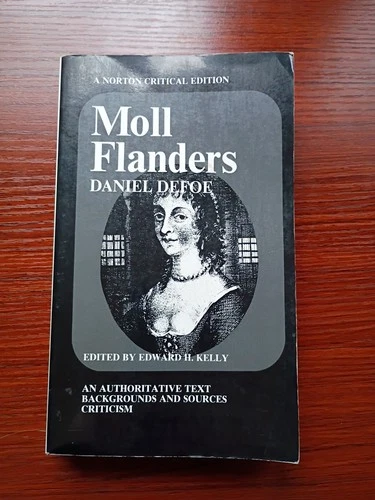 A NORTON CRITICAL EDITION
Moll
Flanders
DANIEL DEFOE
EDITED BY EDWARD H. KELLY
AN AUTHORITATIVE TEXT
BACKGROUNDS AND SOURCES
CRITICISM